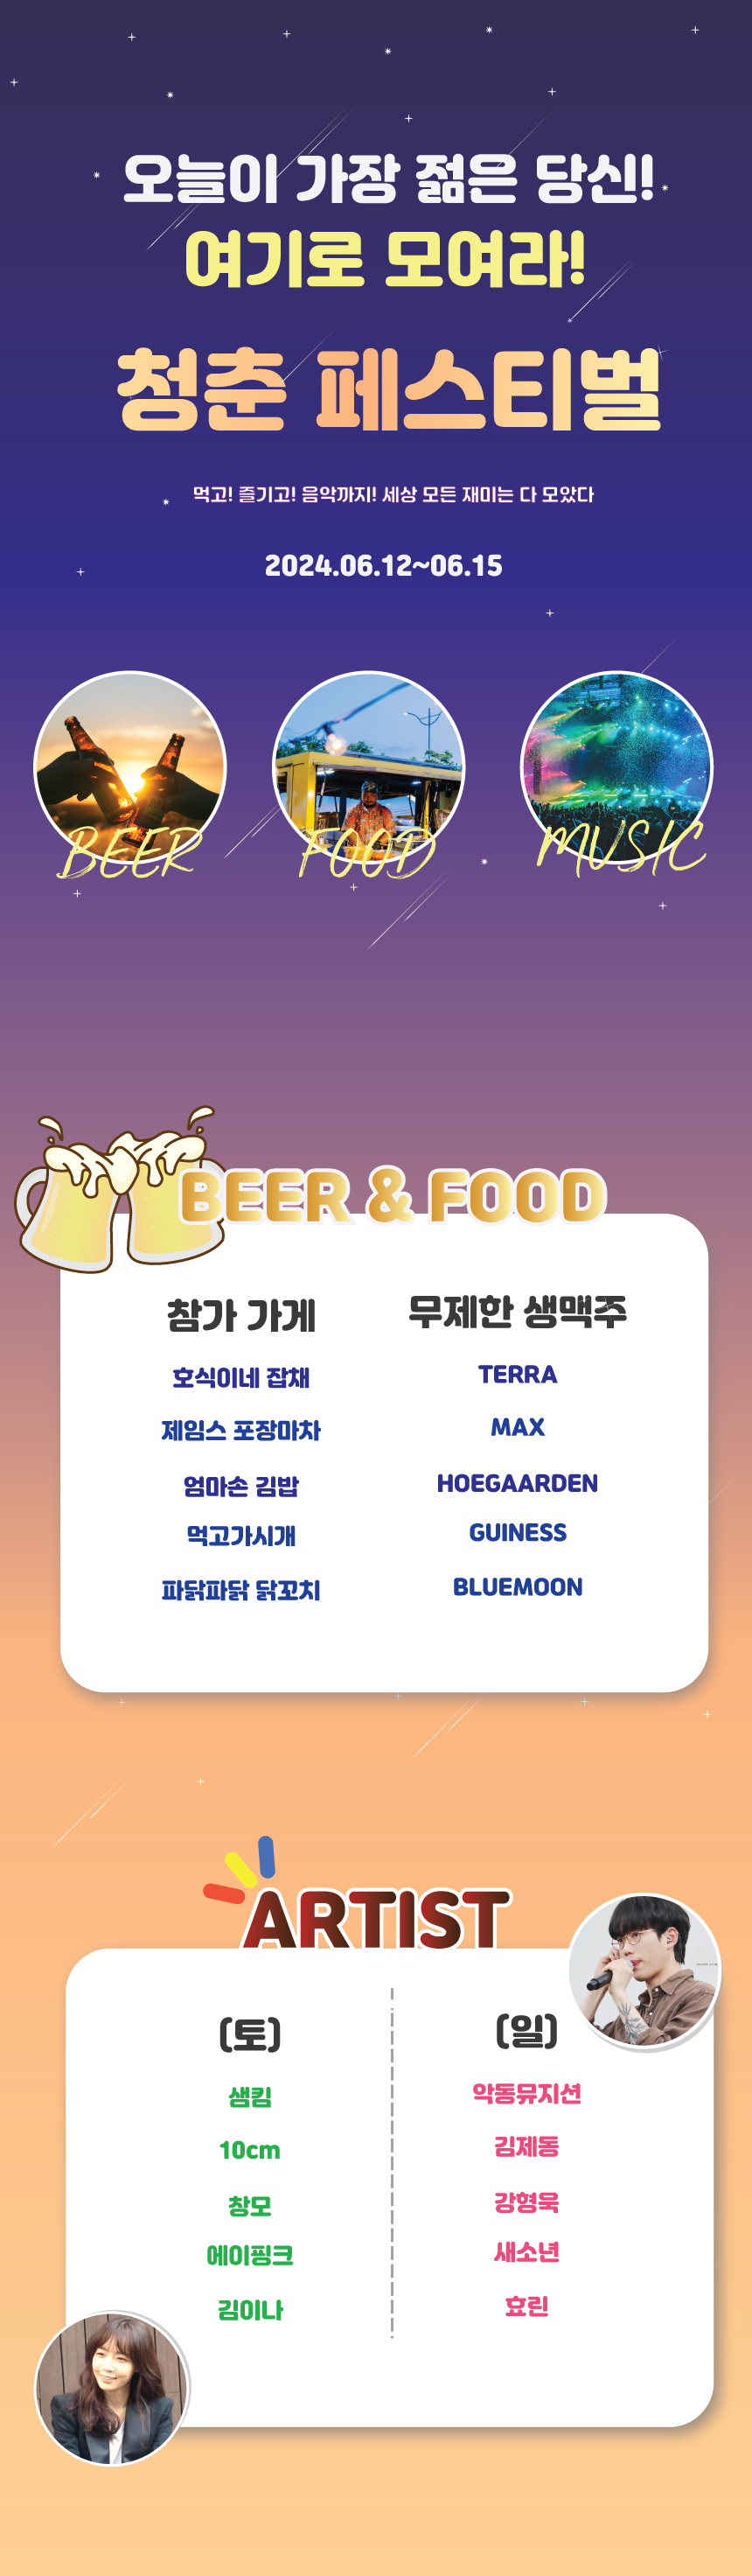 오늘이 가장 젊은 당신!
여기로 모여라!
청춘 페스티벌
먹고! 즐기고! 음악까지! 세상 모든 재미는 다 모았다
2024.06.12~06.15
BEER
FOOD
MUSIC
BEER & FOOD
참가 가게
호식이네 잡채
제임스 포장마차
엄마손 김밥
먹고가시개
파닭파닭 닭꼬치
무제한 생맥주
TERRA
MAX
HOEGAARDEN
GUINESS
BLUEMOON
ARTIST
(토)
샘킴
10cm
창모
에이핑크
김이나
(일)
악동뮤지션
김제동
강형욱
새소년
효린